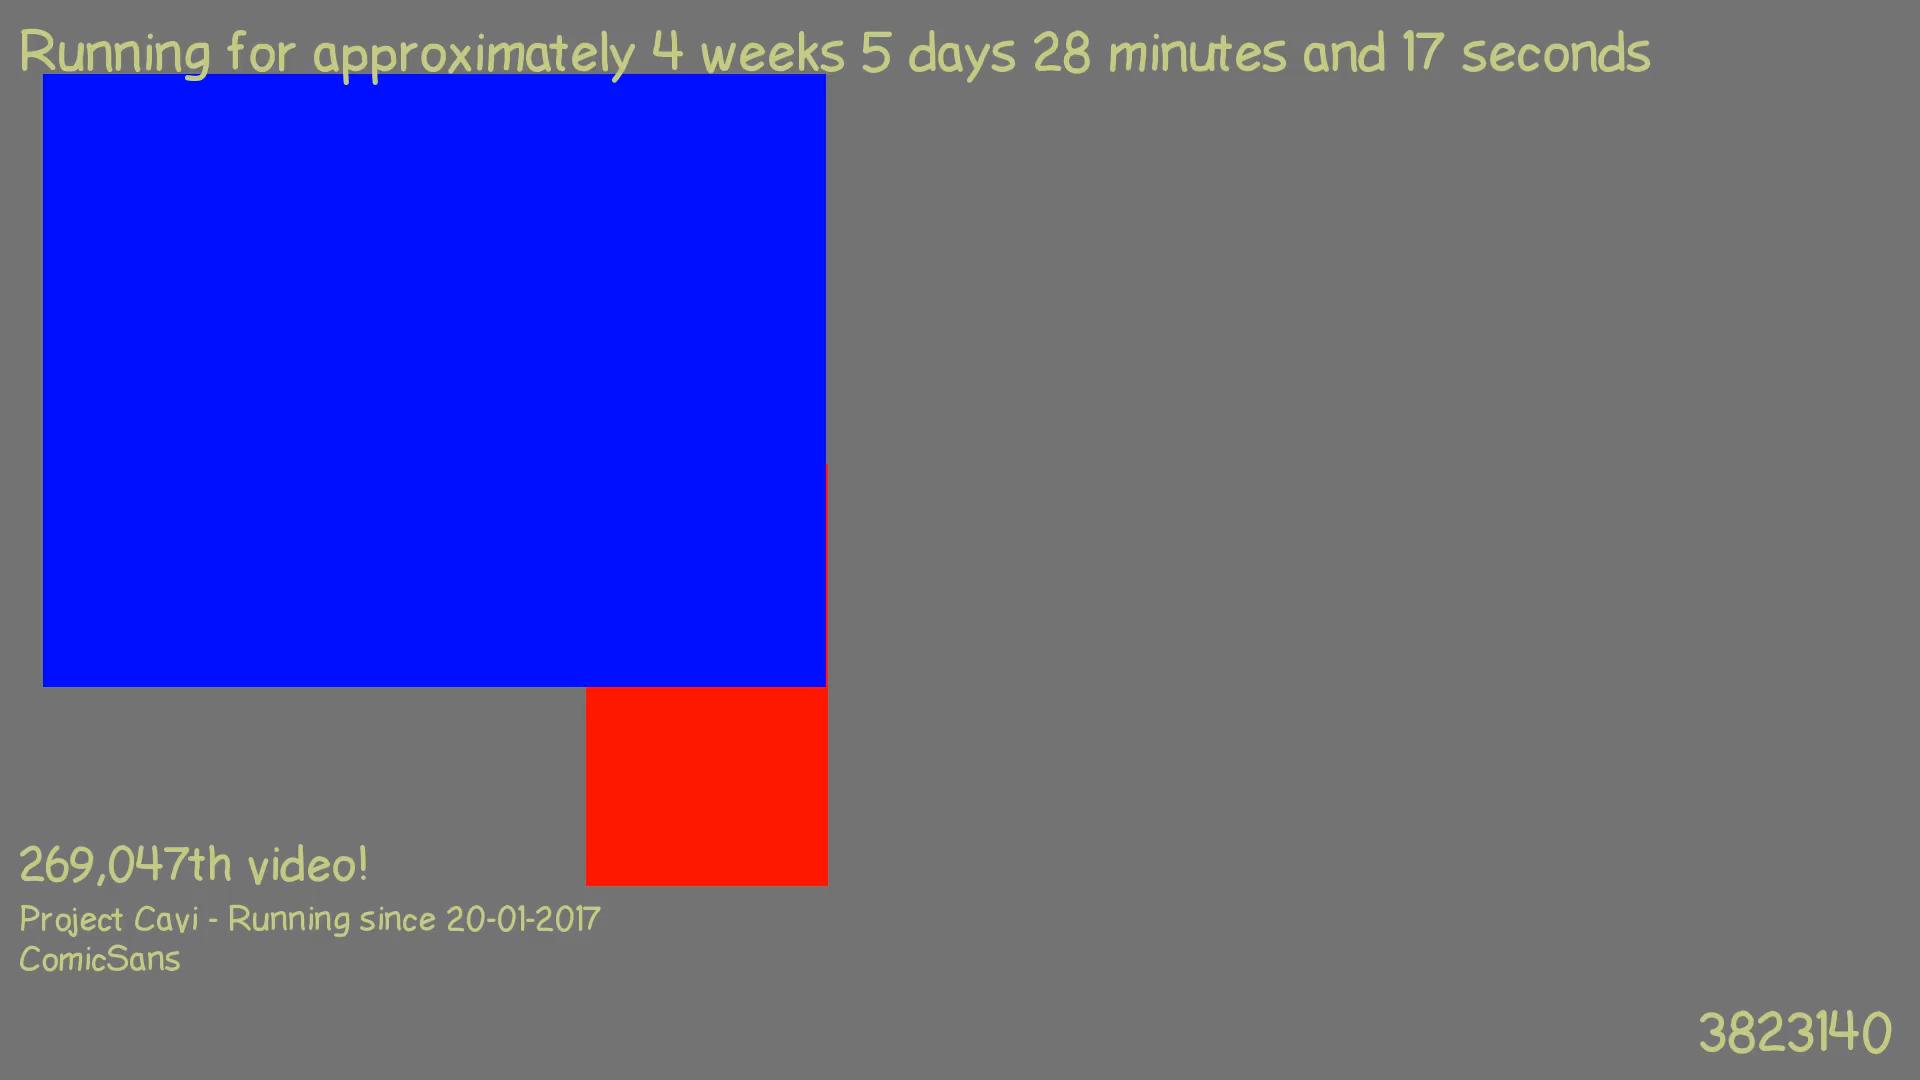 Running for approximately 4 weeks 5 days 28 minutes and 17 seconds
269,047th video!
Project Cavi - Running since 20-01-2017
ComicSans
3823140